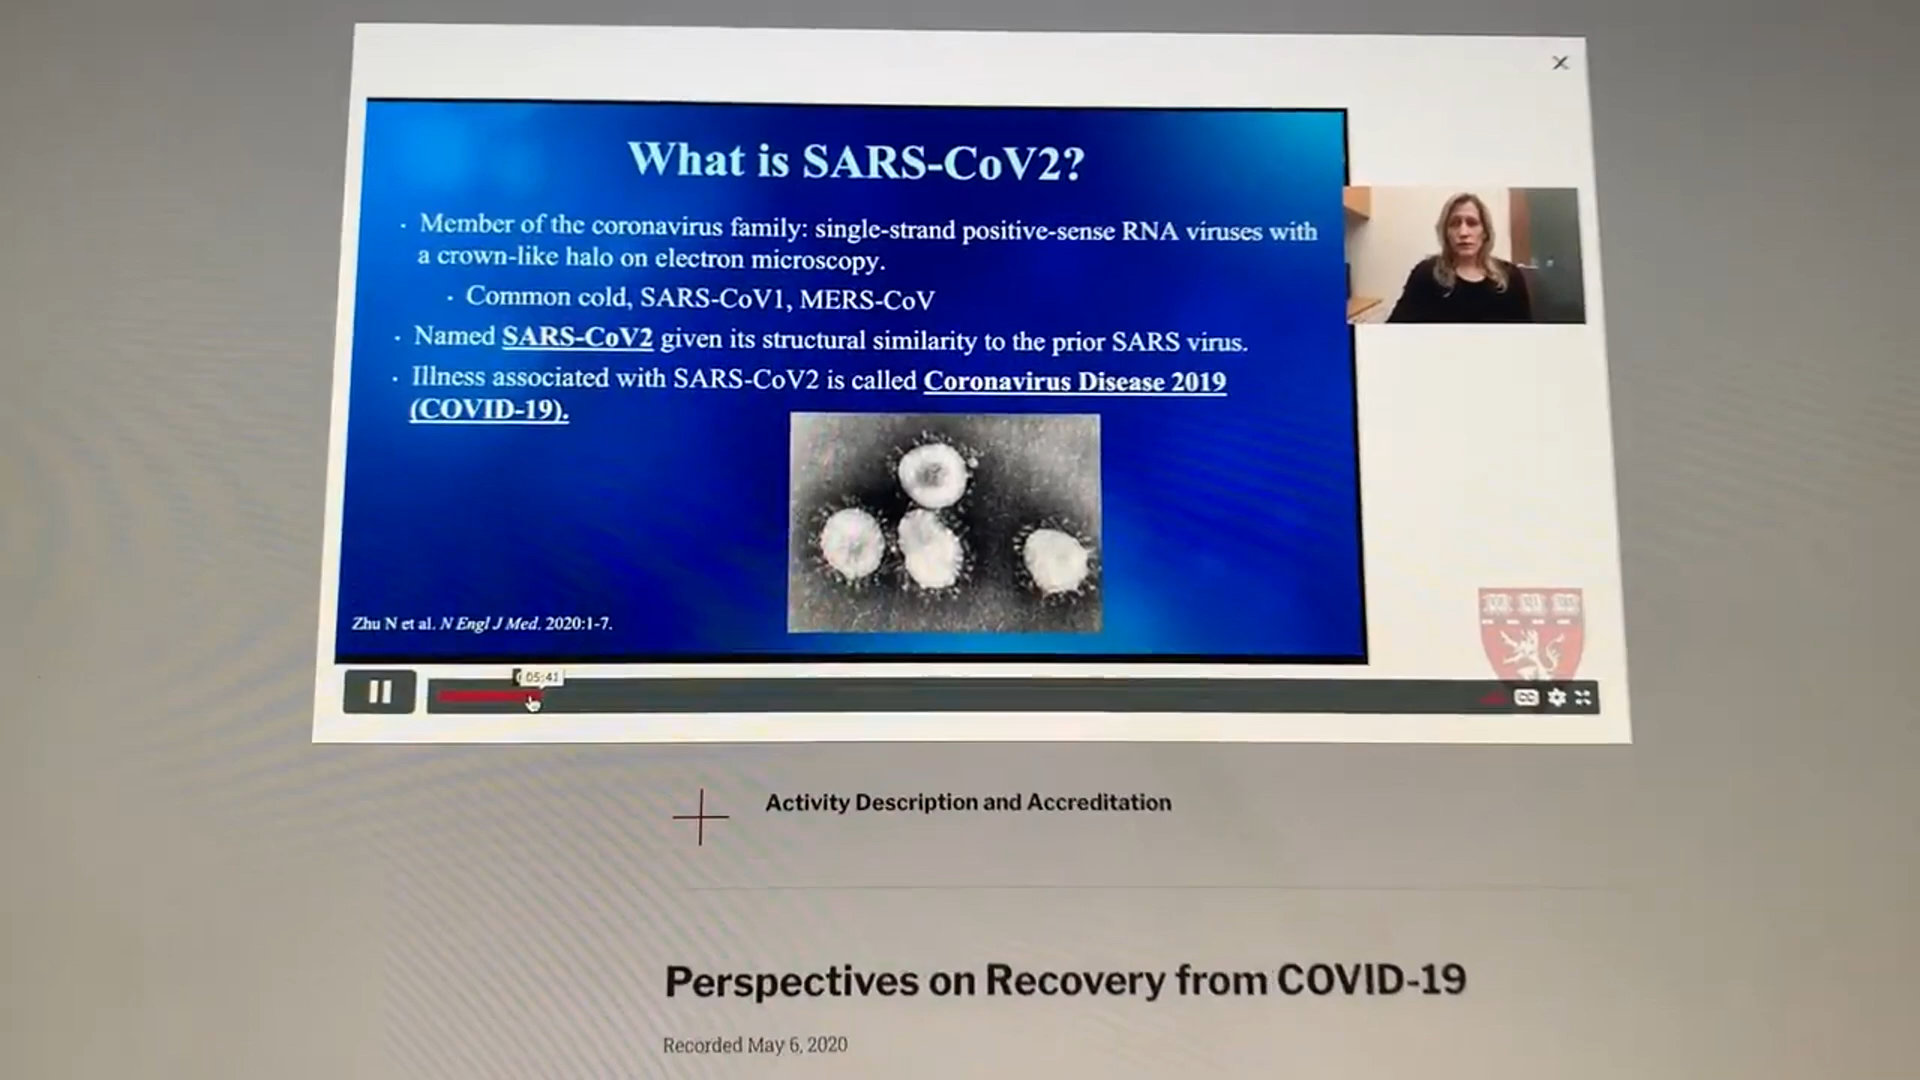 What is SARS-CoV2?
· Member of the coronavirus family: single-strand positive-sense RNA viruses with
a crown-like halo on electron microscopy.
· Common cold, SARS-CoV1, MERS-CoV
· Named SARS-CoV2 given its structural similarity to the prior SARS virus.
· Illness associated with SARS-CoV2 is called Coronavirus Disease 2019
(COVID-19).
Zhu N et al. N Engl J Med. 2020:1-7.
05:41
CC
Activity Description and Accreditation
Perspectives on Recovery from COVID-19
Recorded May 6, 2020